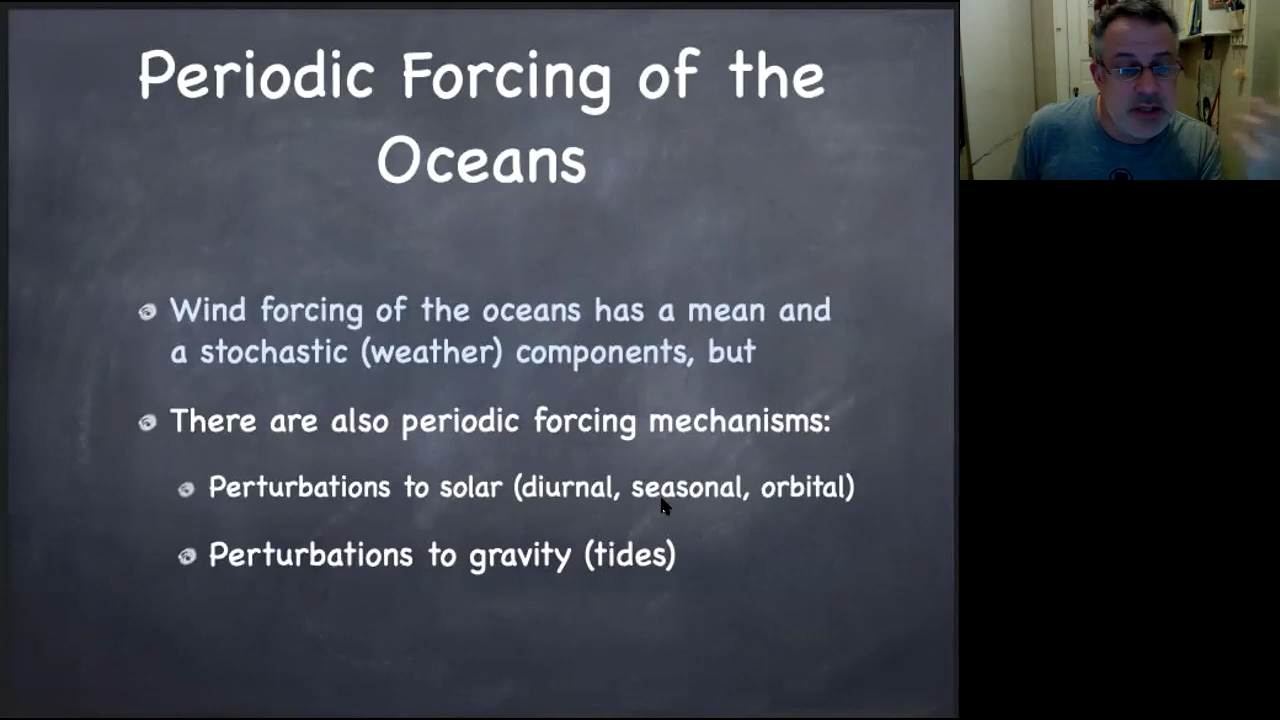 Periodic Forcing of the
Oceans
Wind forcing of the oceans has a mean and
a stochastic (weather) components, but
There are also periodic forcing mechanisms:
Perturbations to solar (diurnal, seasonal, orbital)
Perturbations to gravity (tides)